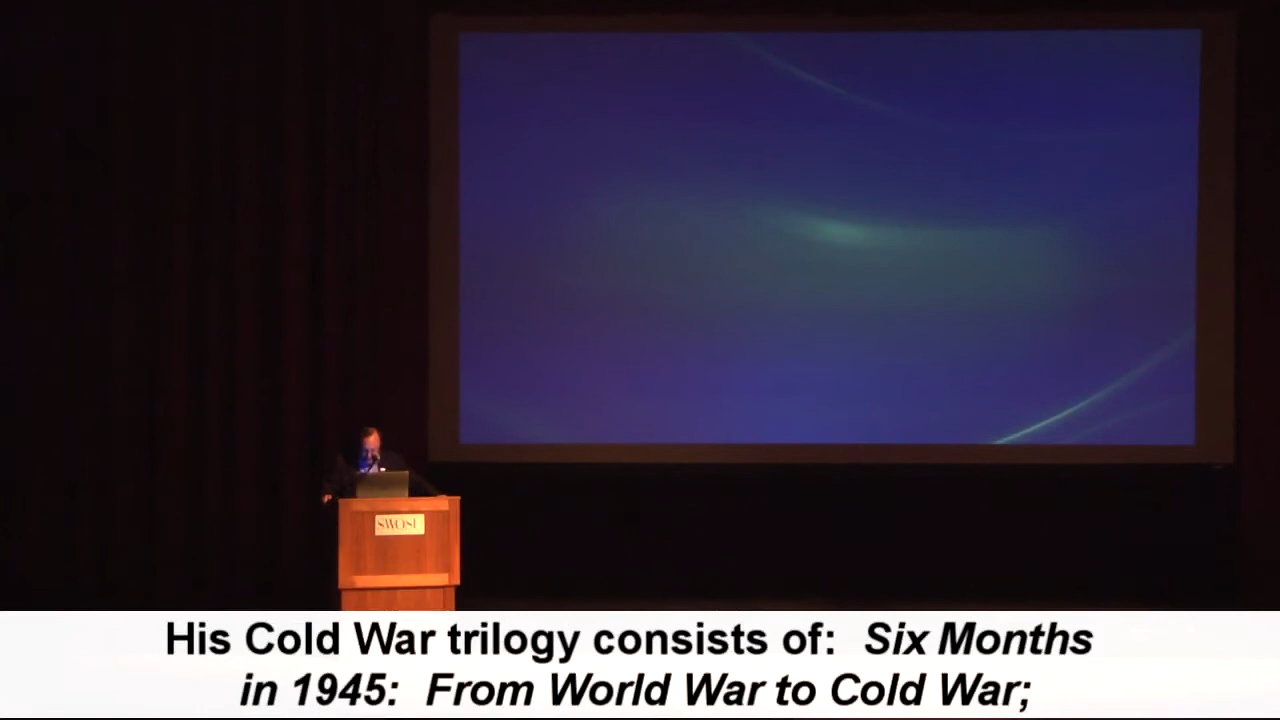 SWOSU
His Cold War trilogy consists of: Six Months
in 1945: From World War to Cold War;